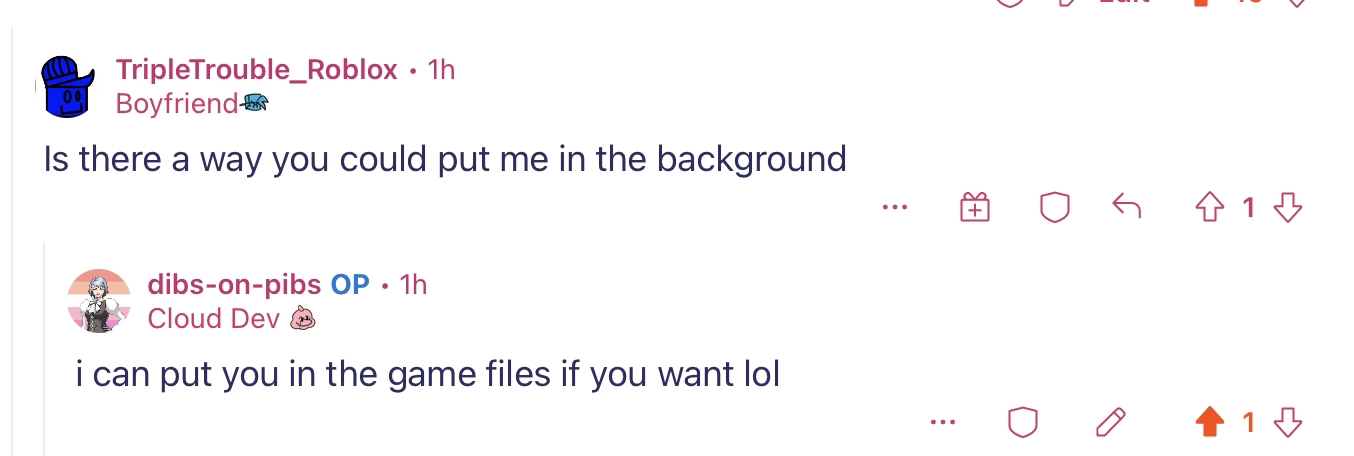 TripleTrouble_Roblox • 1h
Boyfriend
Is there a way you could put me in the background
1
dibs-on-pibs OP • 1h
Cloud Dev
i can put you in the game files if you want lol
1